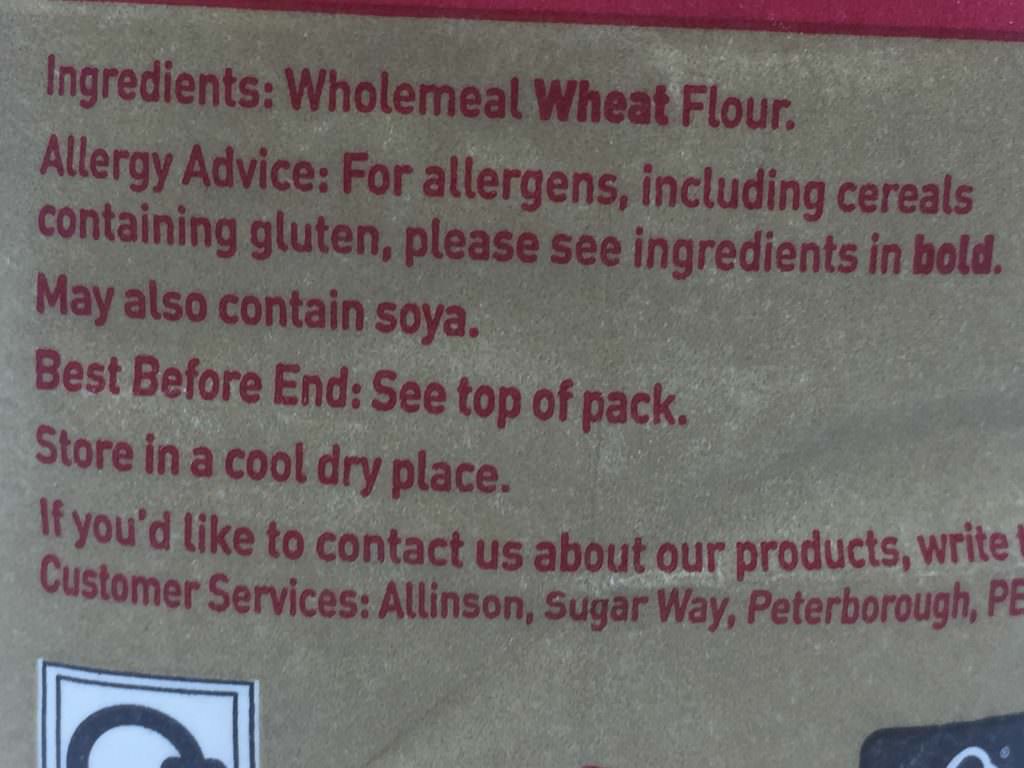 Ingredients: Wholemeal Wheat Flour.
Allergy Advice: For allergens, including cereals
containing gluten, please see ingredients in bold.
May also contain soya.
Best Before End: See top of pack.
Store in a cool dry place.
If you'd like to contact us about our products, write
Customer Services: Allinson, Sugar Way, Peterborough, PE